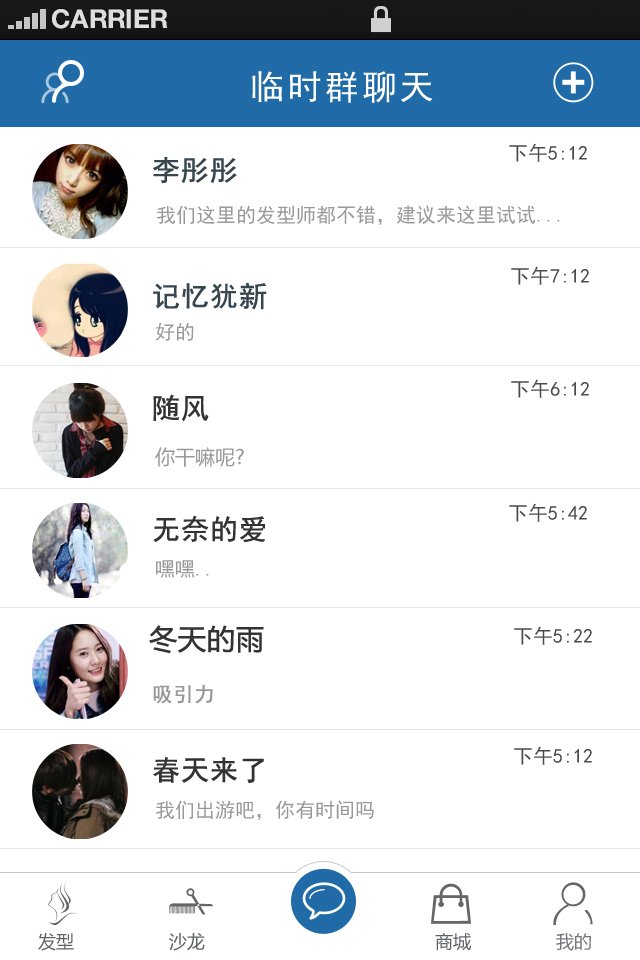 CARRIER
临时群聊天
李彤彤
下午5:12
我们这里的发型师都不错，建议来这里试试...
记忆犹新
下午7:12
好的
随风
下午6:12
你干嘛呢?
无奈的爱
下午5:42
嘿嘿..
冬天的雨
下午5:22
吸引力
春天来了
下午5:12
我们出游吧，你有时间吗
发型
沙龙
商城
我的